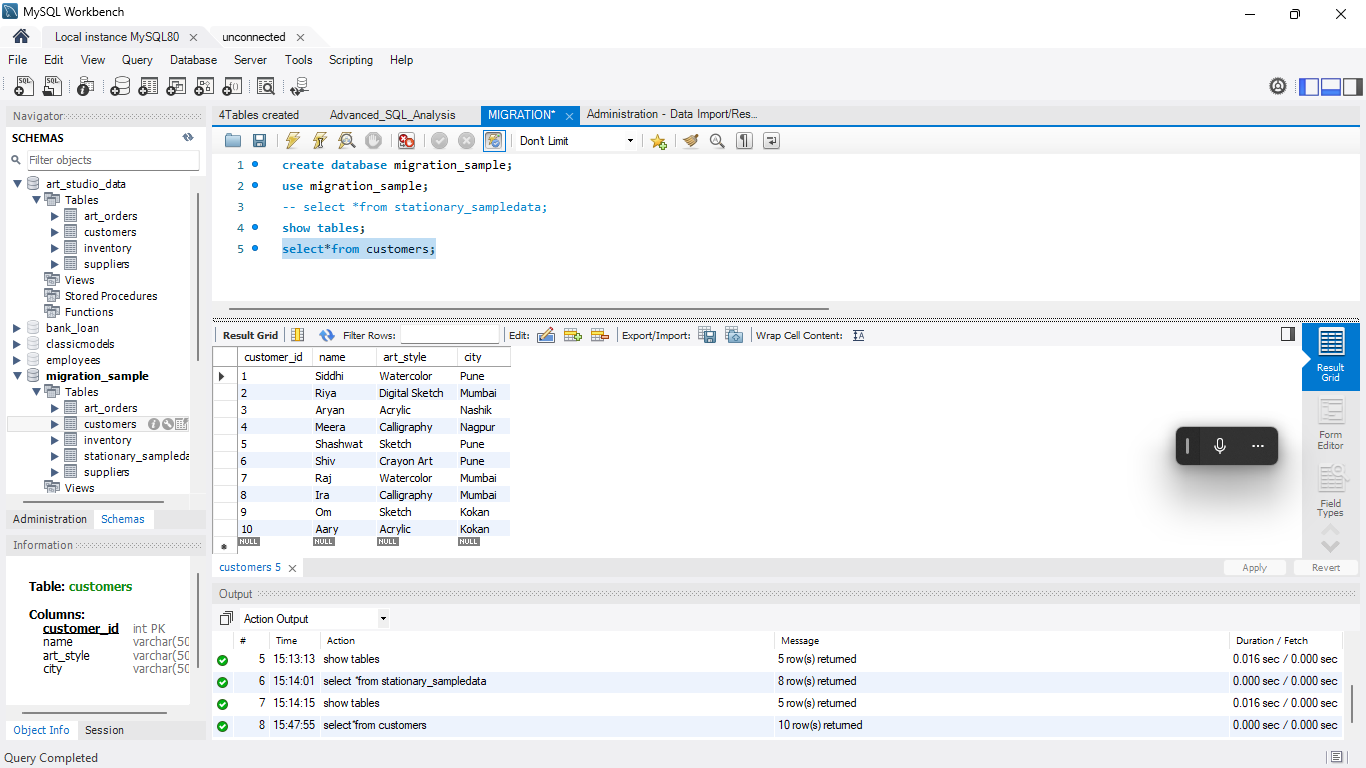 MySQL Workbench
Local instance MySQL80 unconnected
File Edit View Query Database Server Tools Scripting Help
Navigator
SCHEMAS
Filter objects
art_studio_data
Tables
art_orders
customers
inventory
suppliers
Views
Stored Procedures
Functions
bank_loan
classicmodels
employees
migration_sample
Tables
art_orders
customers
inventory
stationary_sampleda
suppliers
Views
Administration Schemas
Information
Table: customers
Columns:
customer_id int PK
name varchar(50
art_style varchar(50
city varchar(50
Object Info Session
4Tables created Advanced_SQL_Analysis MIGRATION* Administration - Data Import/Res...
Don't Limit
1 create database migration_sample;
2 use migration_sample;
3 -- select *from stationary_sampledata;
4 show tables;
5 select*from customers;
Result Grid Filter Rows: Edit: Export/Import: Wrap Cell Content:
customer_id name art_style city
1 Siddhi Watercolor Pune
2 Riya Digital Sketch Mumbai
3 Aryan Acrylic Nashik
4 Meera Calligraphy Nagpur
5 Shashwat Sketch Pune
6 Shiv Crayon Art Pune
7 Raj Watercolor Mumbai
8 Ira Calligraphy Mumbai
9 Om Sketch Kokan
10 Aary Acrylic Kokan
NULL NULL NULL NULL
Result
Grid
Form
Editor
Field
Types
customers 5 Apply Revert
Output
Action Output
# Time Action Message Duration / Fetch
5 15:13:13 show tables 5 row(s) returned 0.016 sec / 0.000 sec
6 15:14:01 select *from stationary_sampledata 8 row(s) returned 0.000 sec / 0.000 sec
7 15:14:15 show tables 5 row(s) returned 0.016 sec / 0.000 sec
8 15:47:55 select*from customers 10 row(s) returned 0.000 sec / 0.000 sec
Query Completed